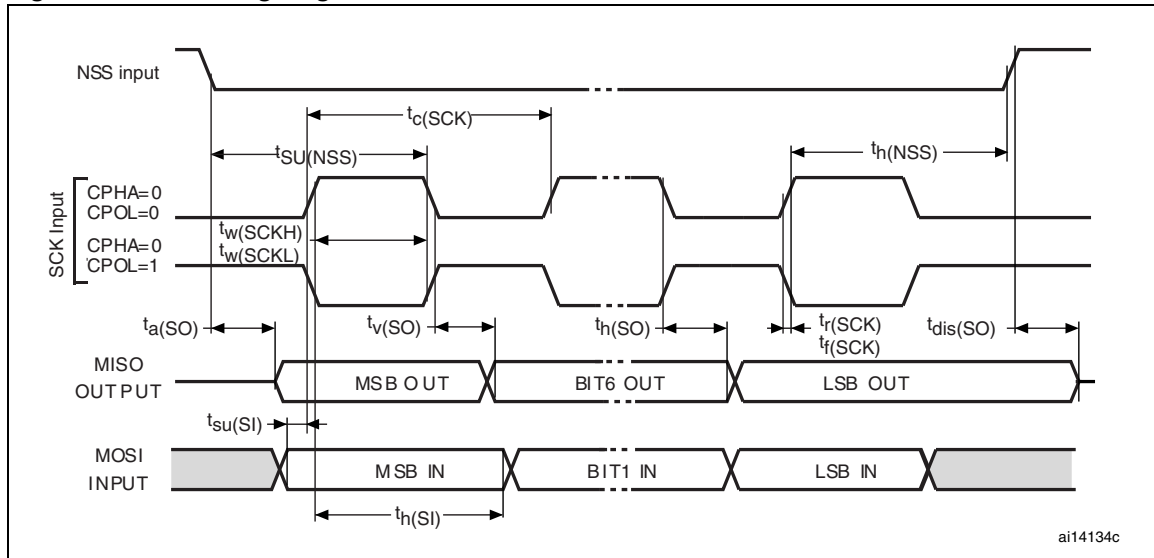 NSS input
tc(SCK)
tSU(NSS)
th(NSS)
SCK Input
CPHA=0
CPOL=0
CPHA=0
CPOL=1
tw(SCKH)
tw(SCKL)
ta(SO)
tv(SO)
th(SO)
tr(SCK)
tf(SCK)
tdis(SO)
MISO
OUTPUT
MSB OUT
BIT6 OUT
LSB OUT
tsu(SI)
MOSI
INPUT
MSB IN
BIT1 IN
LSB IN
th(SI)
ai14134c